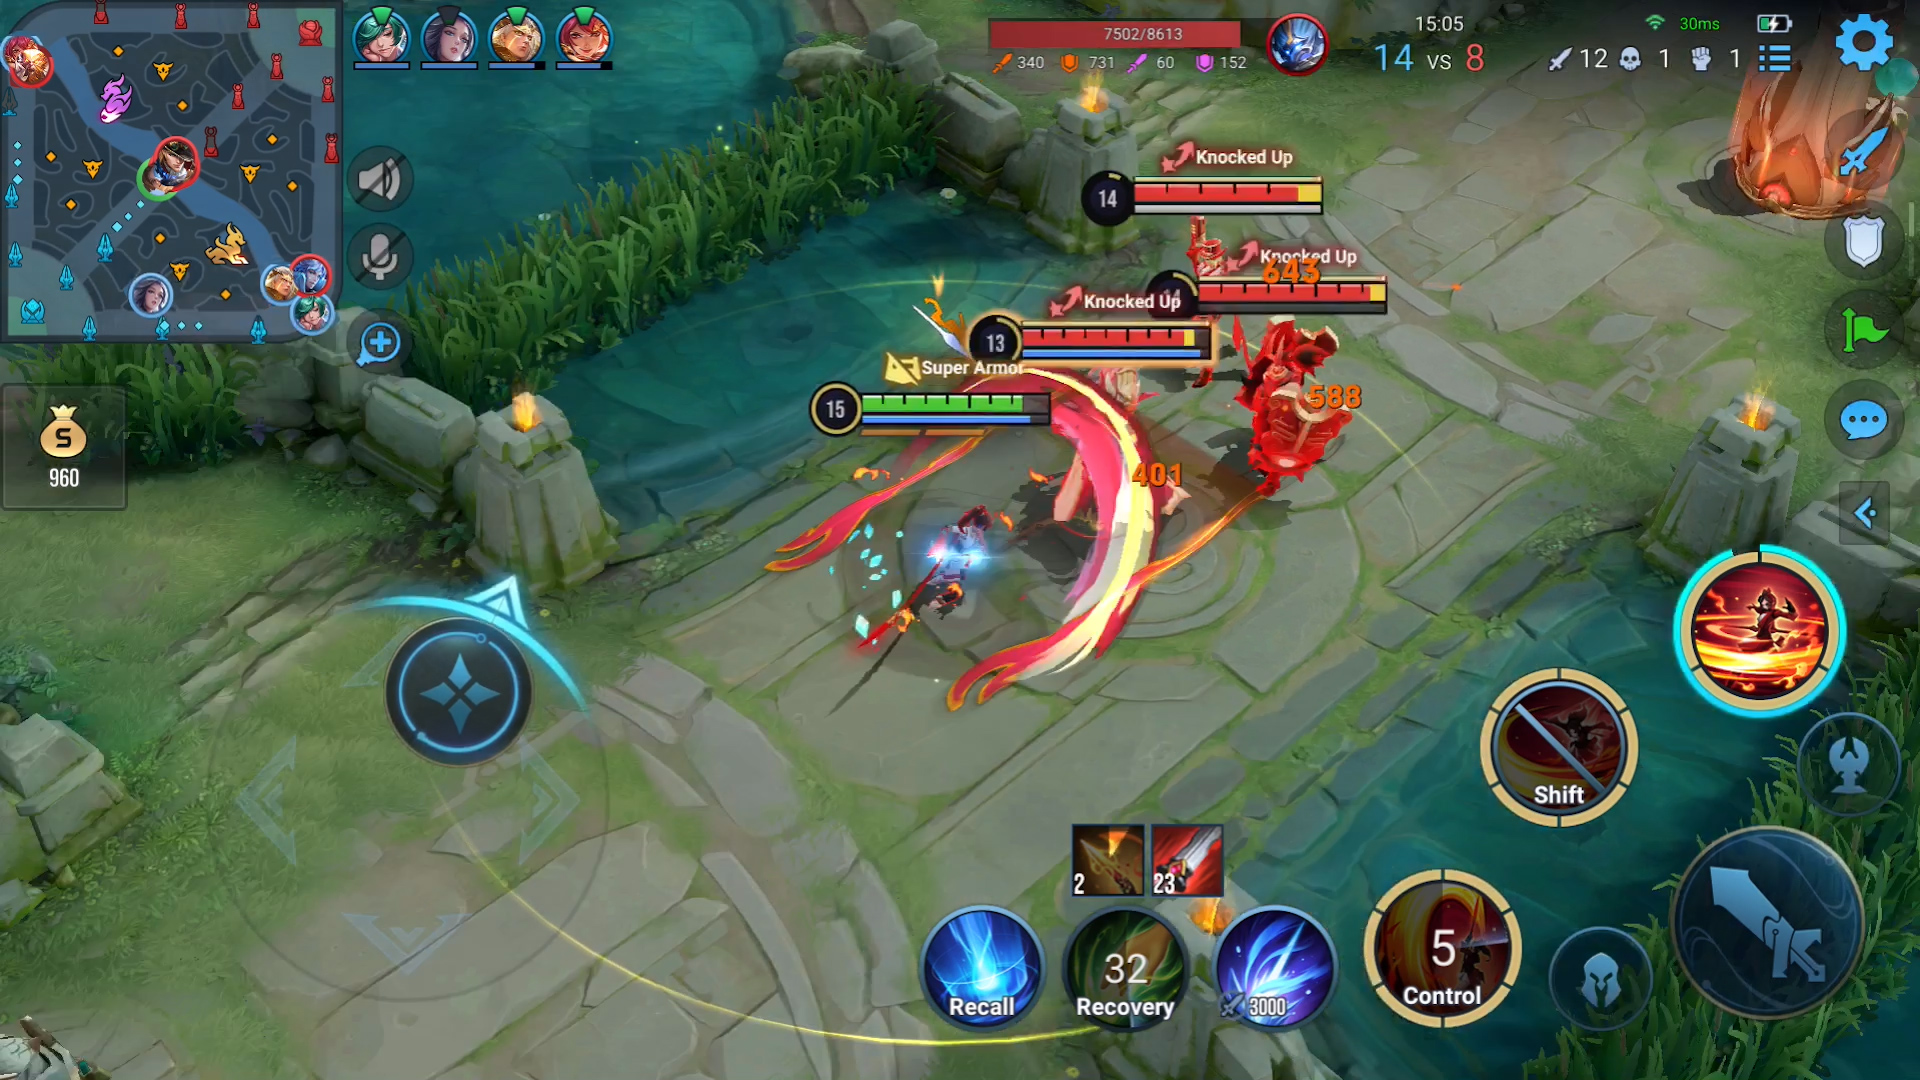 7502/8613
340 731 60 152
15:05
30ms
14 VS 8
12 1 1
Knocked Up
14
Knocked Up
643
Knocked Up
13
Super Armor
15
588
401
960
S
Shift
2 23
Recall
32
Recovery
3000
5
Control